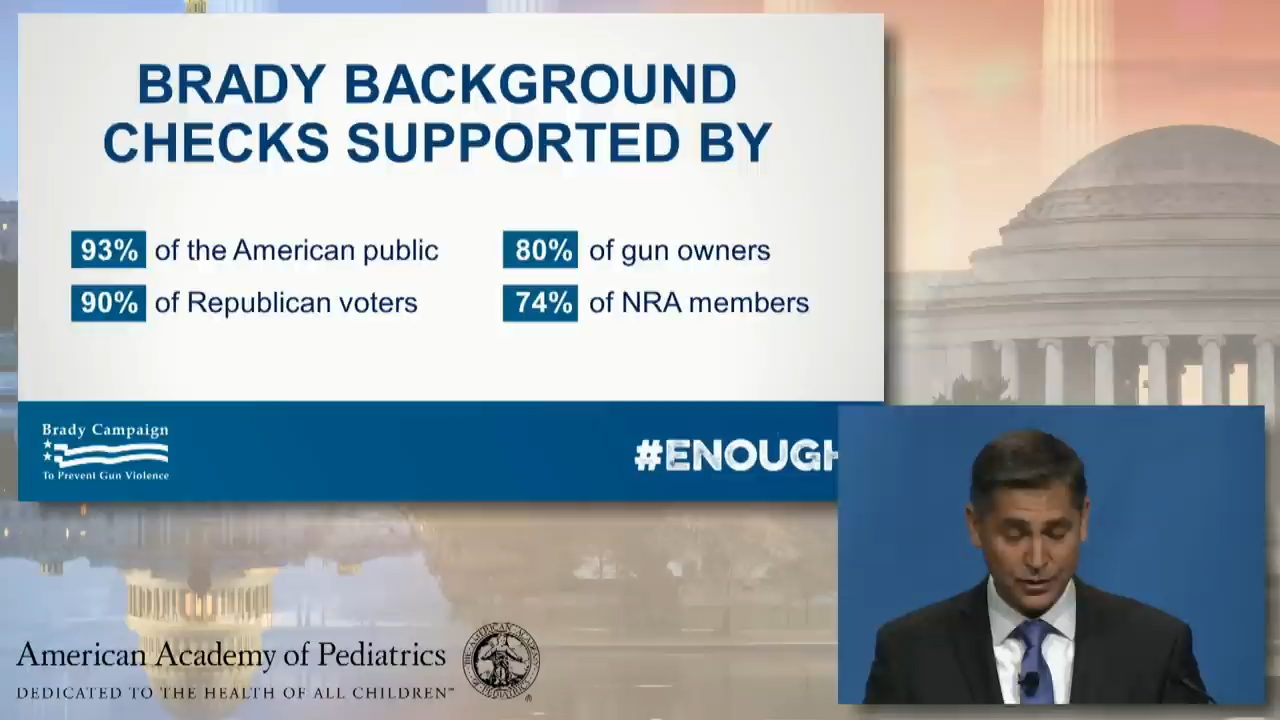 BRADY BACKGROUND
CHECKS SUPPORTED BY
93% of the American public
80% of gun owners
90% of Republican voters
74% of NRA members
Brady Campaign
To Prevent Gun Violence
#ENOUGH
American Academy of Pediatrics
DEDICATED TO THE HEALTH OF ALL CHILDREN™